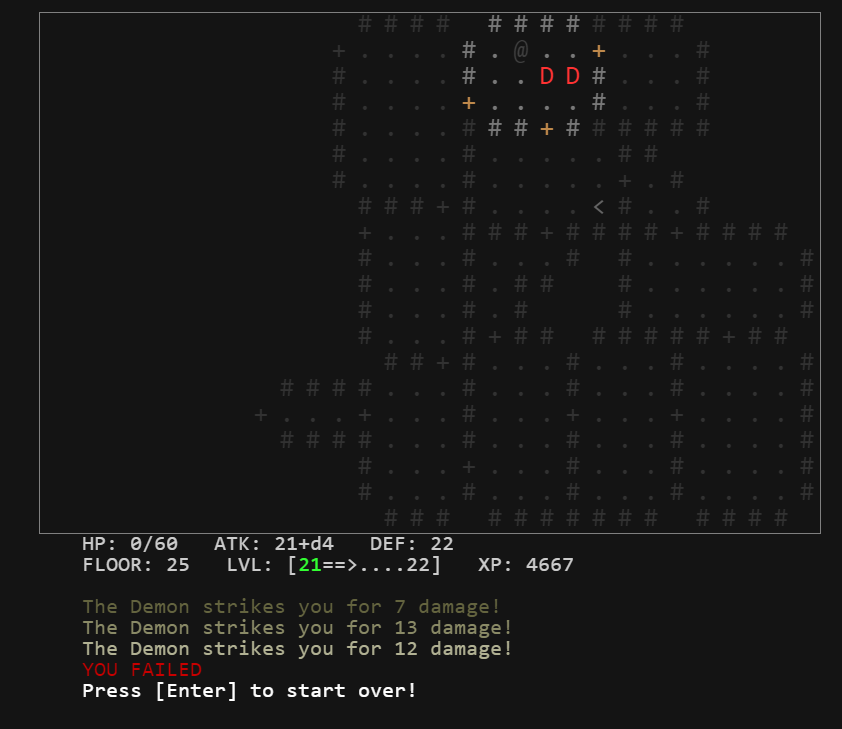 # # # #   # # # # # # # #
+ . . . . # . @ . . + . . . #
# . . . . # . . D D # . . . #
# . . . . + . . . . # . . . #
# . . . . # # # + # # # # # #
# . . . . # . . . . . # #
# . . . . # . . . . . + . #
# # # + # . . . . < # . . #
+ . . . # # # + # # # # + # # # #
# . . . # . . . #   # . . . . . . #
# . . . # . # #     # . . . . . . #
# . . . # . #       # . . . . . . #
# . . . # + # #   # # # # # + # #
# # + # . . . # . . . # . . . . #
# # # # . . . # . . . # . . . # . . . . #
+ . . . + . . . # . . . + . . . + . . . . #
# # # # . . . # . . . # . . . # . . . . #
# . . . + . . . # . . . # . . . . #
# . . . # . . . # . . . # . . . . #
# # #   # # # # # # #   # # # #
HP: 0/60   ATK: 21+d4   DEF: 22
FLOOR: 25   LVL: [21==>....22]   XP: 4667
The Demon strikes you for 7 damage!
The Demon strikes you for 13 damage!
The Demon strikes you for 12 damage!
YOU FAILED
Press [Enter] to start over!